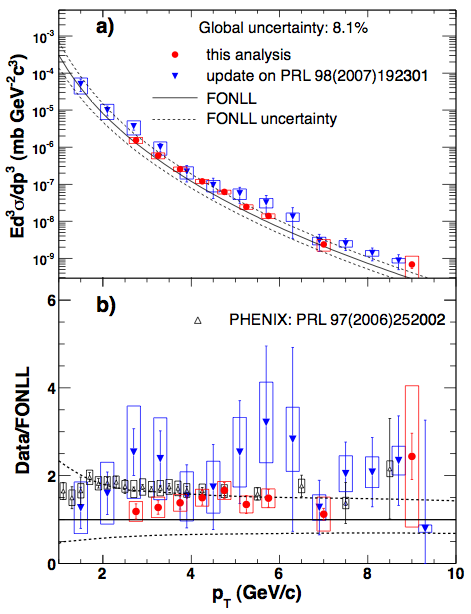 Global uncertainty: 8.1%
a)
this analysis
update on PRL 98(2007)192301
FONLL
FONLL uncertainty
Ed³σ/dp³ (mb GeV⁻²c³)
10⁻³
10⁻⁴
10⁻⁵
10⁻⁶
10⁻⁷
10⁻⁸
10⁻⁹
b)
PHENIX: PRL 97(2006)252002
Data/FONLL
6
4
2
0
2 4 6 8 10
p_T (GeV/c)